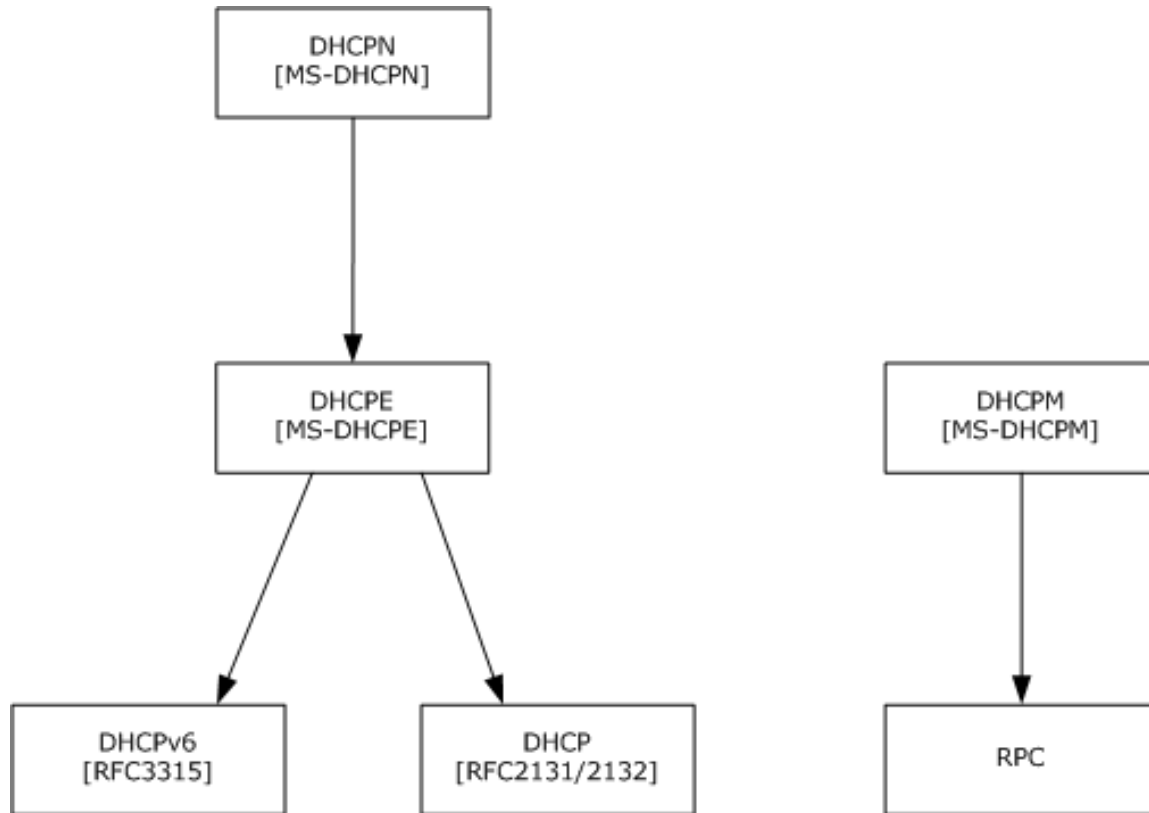 DHCPN
[MS-DHCPN]
DHCPE
[MS-DHCPE]
DHCPM
[MS-DHCPM]
DHCPv6
[RFC3315]
DHCP
[RFC2131/2132]
RPC